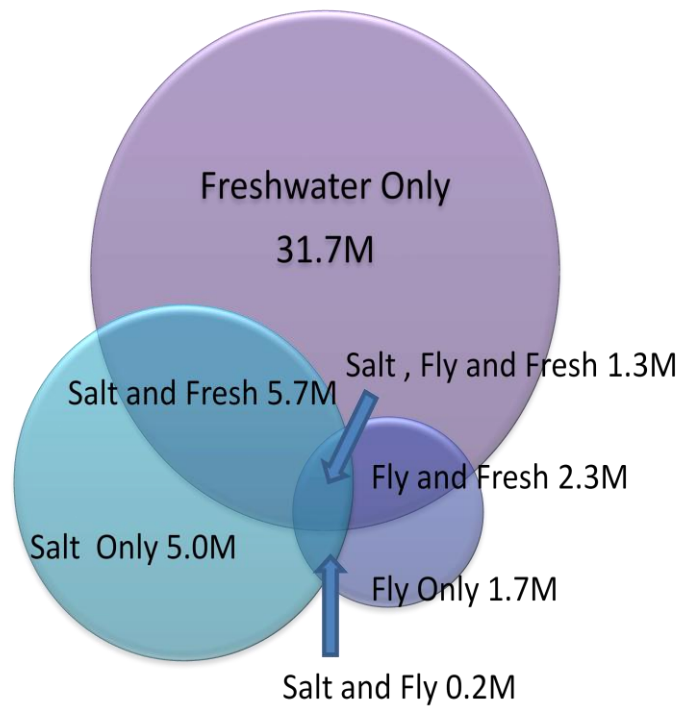 Freshwater Only
31.7M
Salt , Fly and Fresh 1.3M
Salt and Fresh 5.7M
Fly and Fresh 2.3M
Salt Only 5.0M
Fly Only 1.7M
Salt and Fly 0.2M